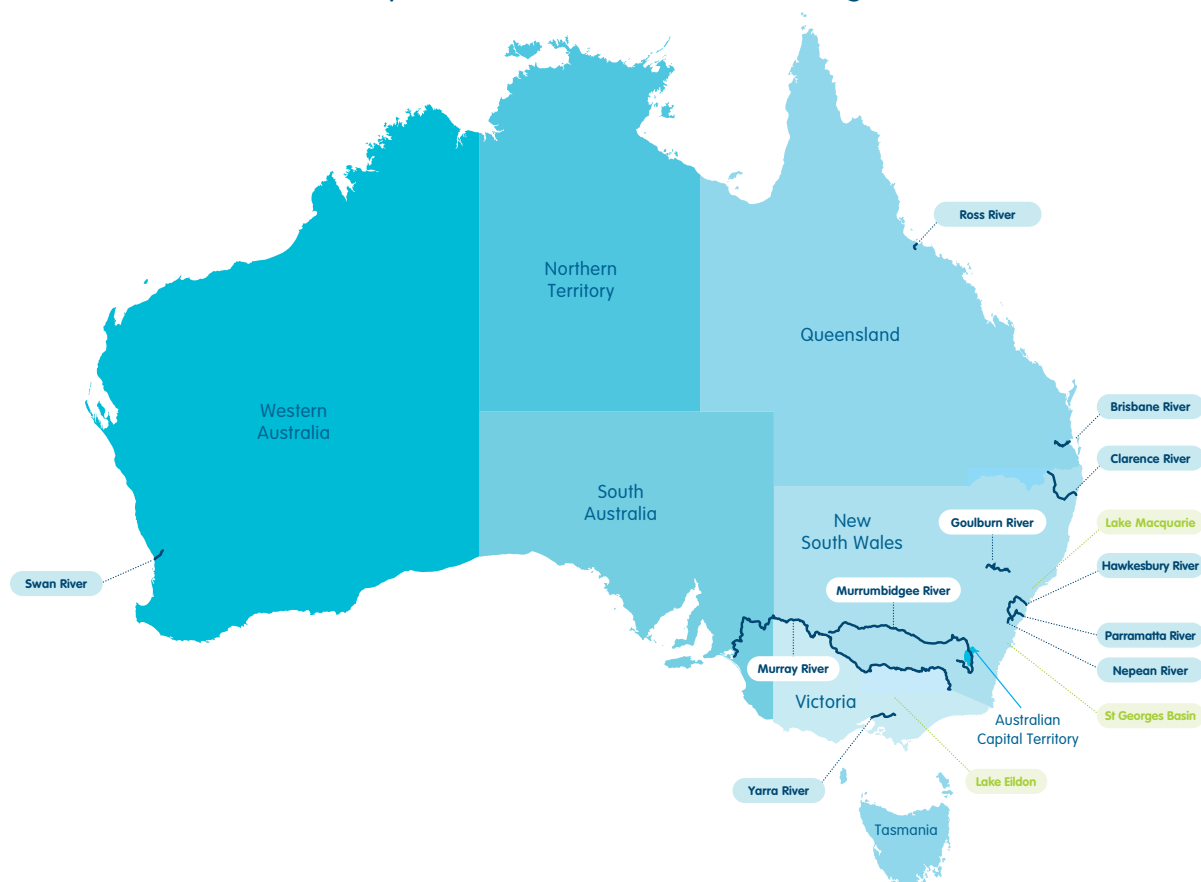 Ross River
Northern
Territory
Queensland
Western
Australia
Brisbane River
Clarence River
South
Australia
New
South Wales
Goulburn River
Lake Macquarie
Hawkesbury River
Swan River
Murrumbidgee River
Parramatta River
Murray River
Nepean River
Victoria
St Georges Basin
Australian
Capital Territory
Lake Eildon
Yarra River
Tasmania